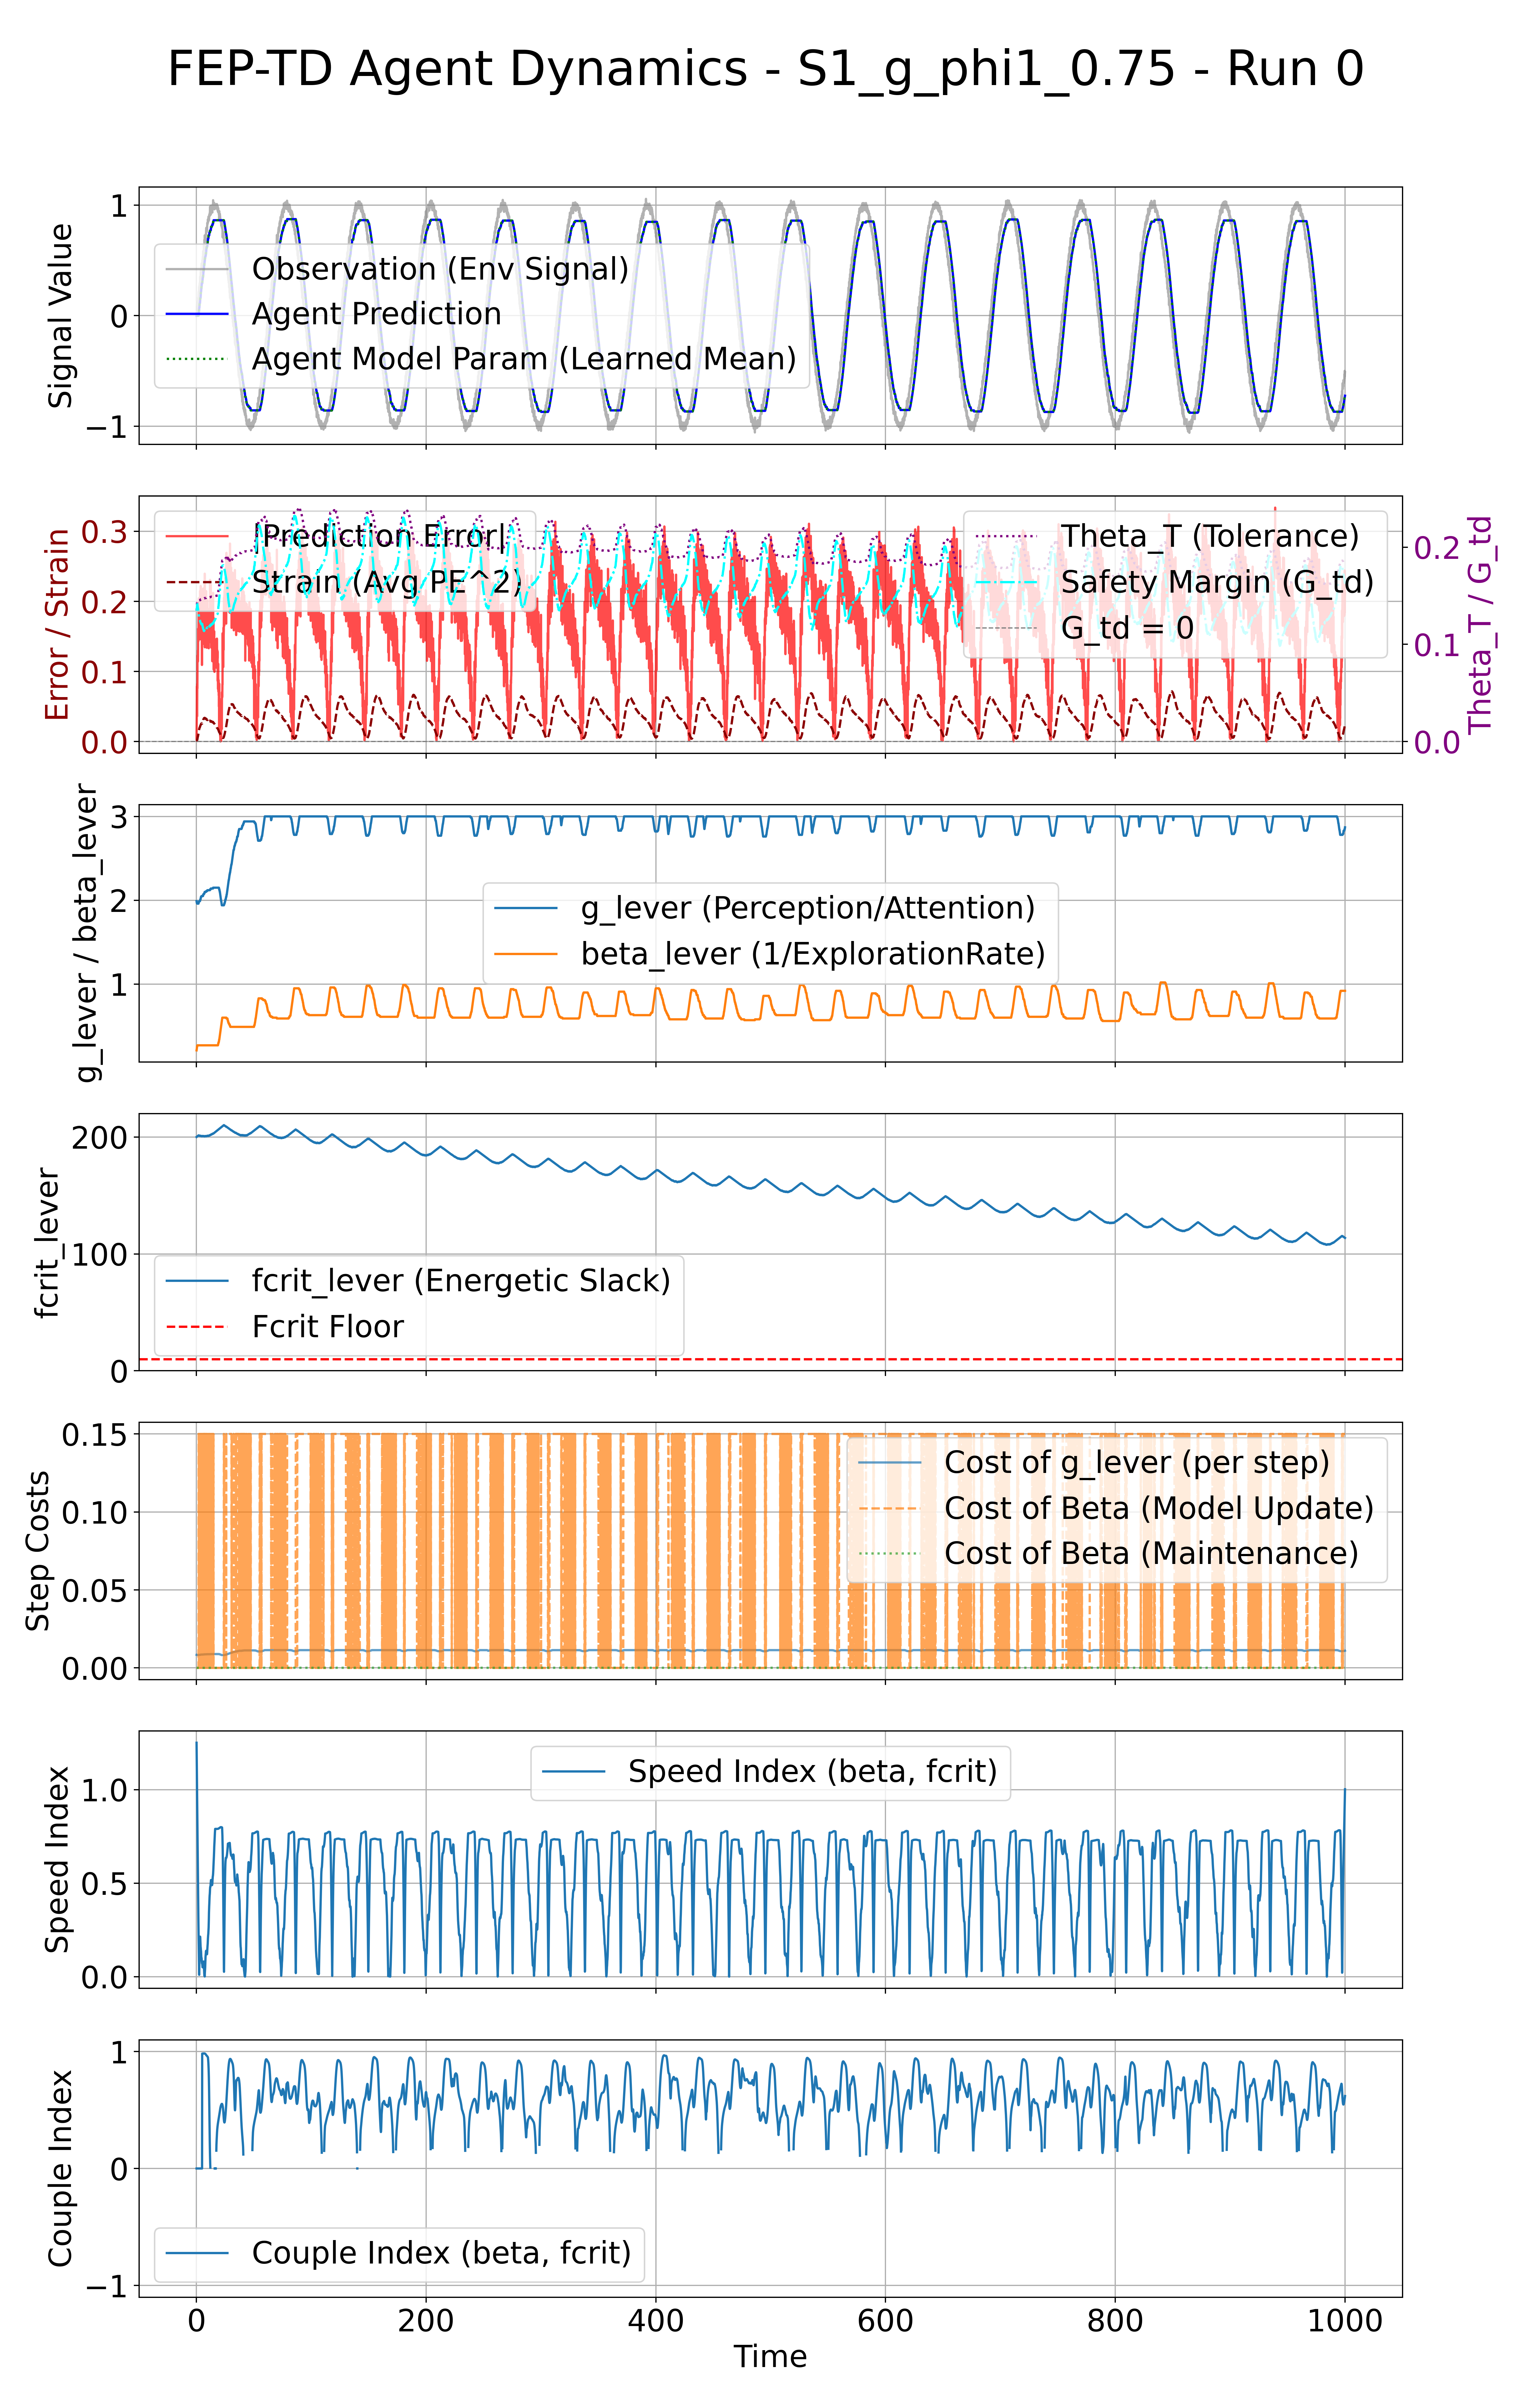 FEP-TD Agent Dynamics - S1_g_phi1_0.75 - Run 0
Signal Value
1
0
−1
Observation (Env Signal)
Agent Prediction
Agent Model Param (Learned Mean)
Error / Strain
0.3
0.2
0.1
0.0
|Prediction Error|
Strain (Avg PE^2)
Theta_T (Tolerance)
Safety Margin (G_td)
G_td = 0
0.2
0.1
0.0
Theta_T / G_td
g_lever / beta_lever
3
2
1
g_lever (Perception/Attention)
beta_lever (1/ExplorationRate)
fcrit_lever
200
100
0
fcrit_lever (Energetic Slack)
Fcrit Floor
Step Costs
0.15
0.10
0.05
0.00
Cost of g_lever (per step)
Cost of Beta (Model Update)
Cost of Beta (Maintenance)
Speed Index
1.0
0.5
0.0
Speed Index (beta, fcrit)
Couple Index
1
0
−1
Couple Index (beta, fcrit)
0 200 400 600 800 1000
Time